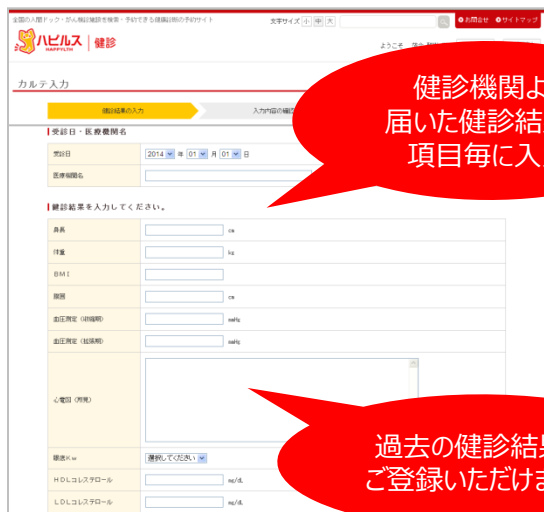 全国の人間ドック・がん検診施設を検索・予約できる健康診断の予約サイト
文字サイズ 小 中 大
お問合せ サイトマップ
ハピルス 健診
HAPPYLTH
ようこそ
カルテ入力
健診結果の入力
入力内容の確認
受診日・医療機関名
受診日 2014 年 01 月 01 日
医療機関名
健診結果を入力してください。
身長 cm
体重 kg
BMI
腹囲 cm
血圧測定（収縮期） mmHg
血圧測定（拡張期） mmHg
心電図（所見）
眼底Kw 選択してください
HDLコレステロール mg/dL
LDLコレステロール mg/dL
健診機関よ
届いた健診結
項目毎に入
過去の健診結
ご登録いただけ